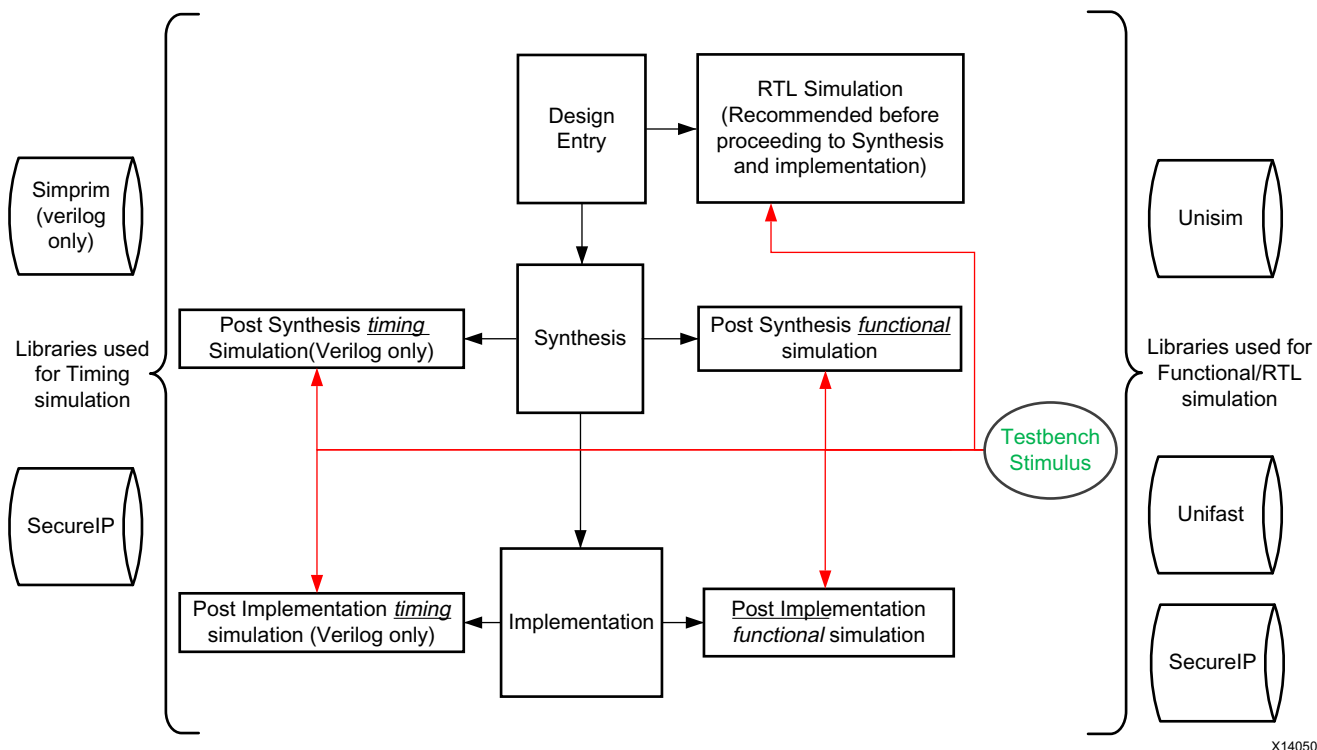 Design
Entry
RTL Simulation
(Recommended before
proceeding to Synthesis
and implementation)
Simprim
(verilog
only)
Unisim
Post Synthesis timing
Simulation(Verilog only)
Synthesis
Post Synthesis functional
simulation
Libraries used
for Timing
simulation
Libraries used for
Functional/RTL
simulation
Testbench
Stimulus
SecureIP
Unifast
Post Implementation timing
simulation (Verilog only)
Implementation
Post Implementation
functional simulation
SecureIP
X14050